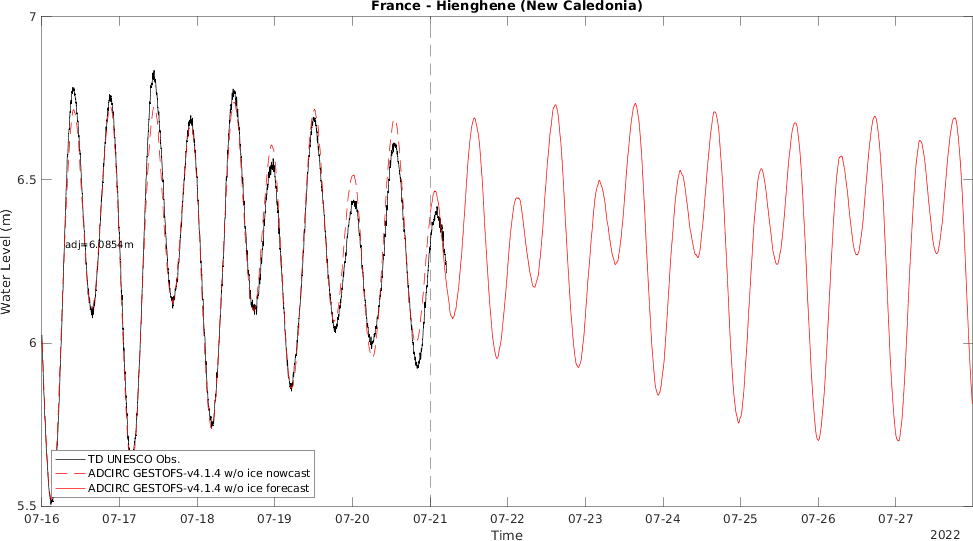 France - Hienghene (New Caledonia)
7
6.5
6
5.5
Water Level (m)
adj=6.0854m
TD UNESCO Obs.
ADCIRC GESTOFS-v4.1.4 w/o ice nowcast
ADCIRC GESTOFS-v4.1.4 w/o ice forecast
07-16 07-17 07-18 07-19 07-20 07-21 07-22 07-23 07-24 07-25 07-26 07-27
Time
2022